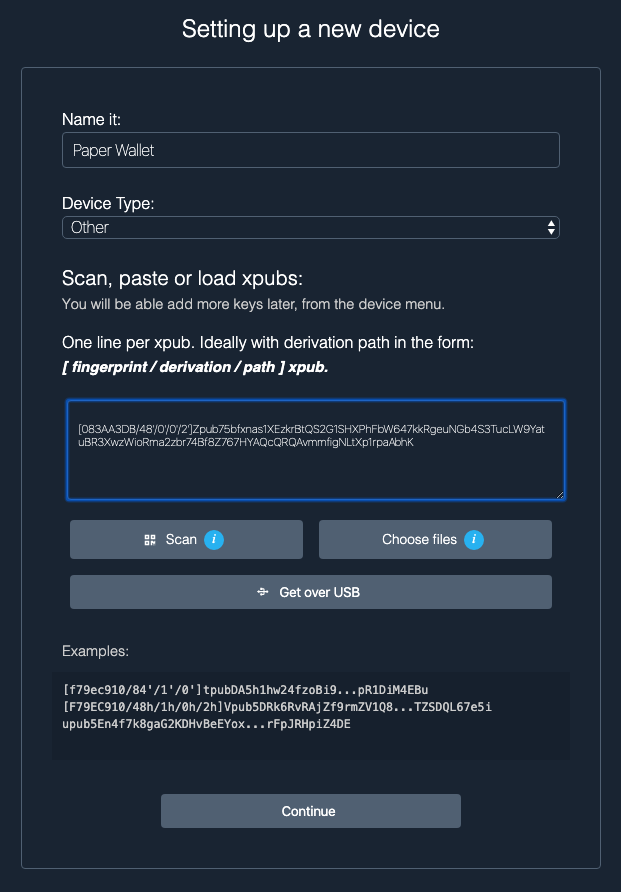 Setting up a new device
Name it:
Paper Wallet
Device Type:
Other
Scan, paste or load xpubs:
You will be able add more keys later, from the device menu.
One line per xpub. Ideally with derivation path in the form:
[ fingerprint / derivation / path ] xpub.
[083AA3DB/48'/0'/0'/2']Zpub75bfxnas1XEzkrBtQS2G1SHXPhFbW647kkRgeuNGb4S3TucLW9Yat
uBR3XwzWioRma2zbr74Bf8Z767HYAQcQRQAvmmfigNLtXp1rpaAbhK
Scan i
Choose files i
Get over USB
Examples:
[f79ec910/84'/1'/0']tpubDA5h1hw24fzoBi9...pR1DiM4EBu
[F79EC910/48h/1h/0h/2h]Vpub5DRk6RvRAjZf9rmZV1Q8...TZSDQL67e5i
upub5En4f7k8gaG2KDHvBeEYox...rFpJRHpiZ4DE
Continue